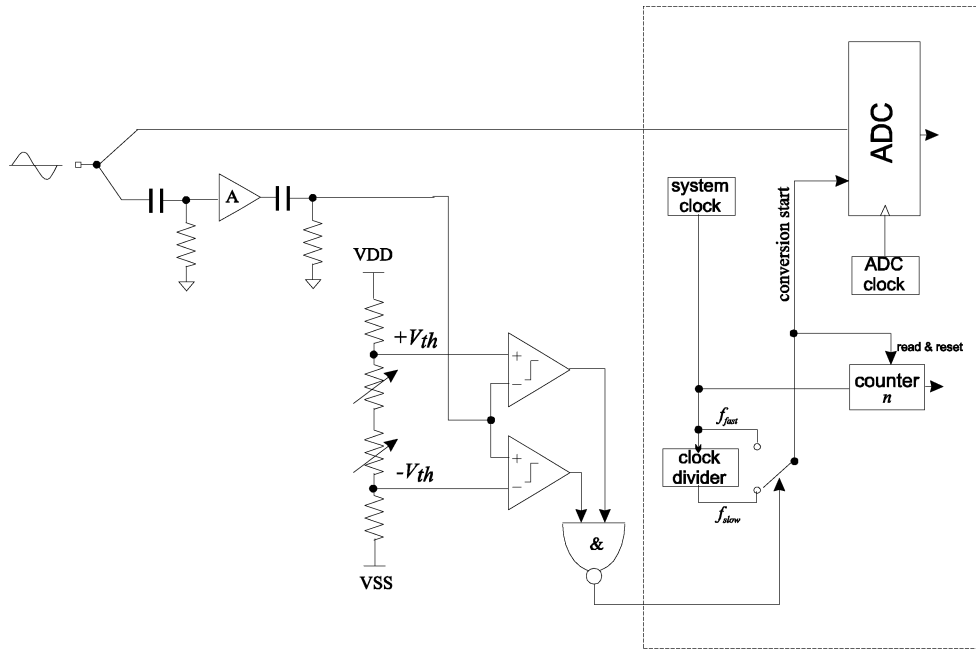 ADC
system
clock
conversion start
A
ADC
clock
VDD
+Vth
read & reset
counter
n
ffast
clock
divider
-Vth
fslow
&
VSS
+
−
+
−